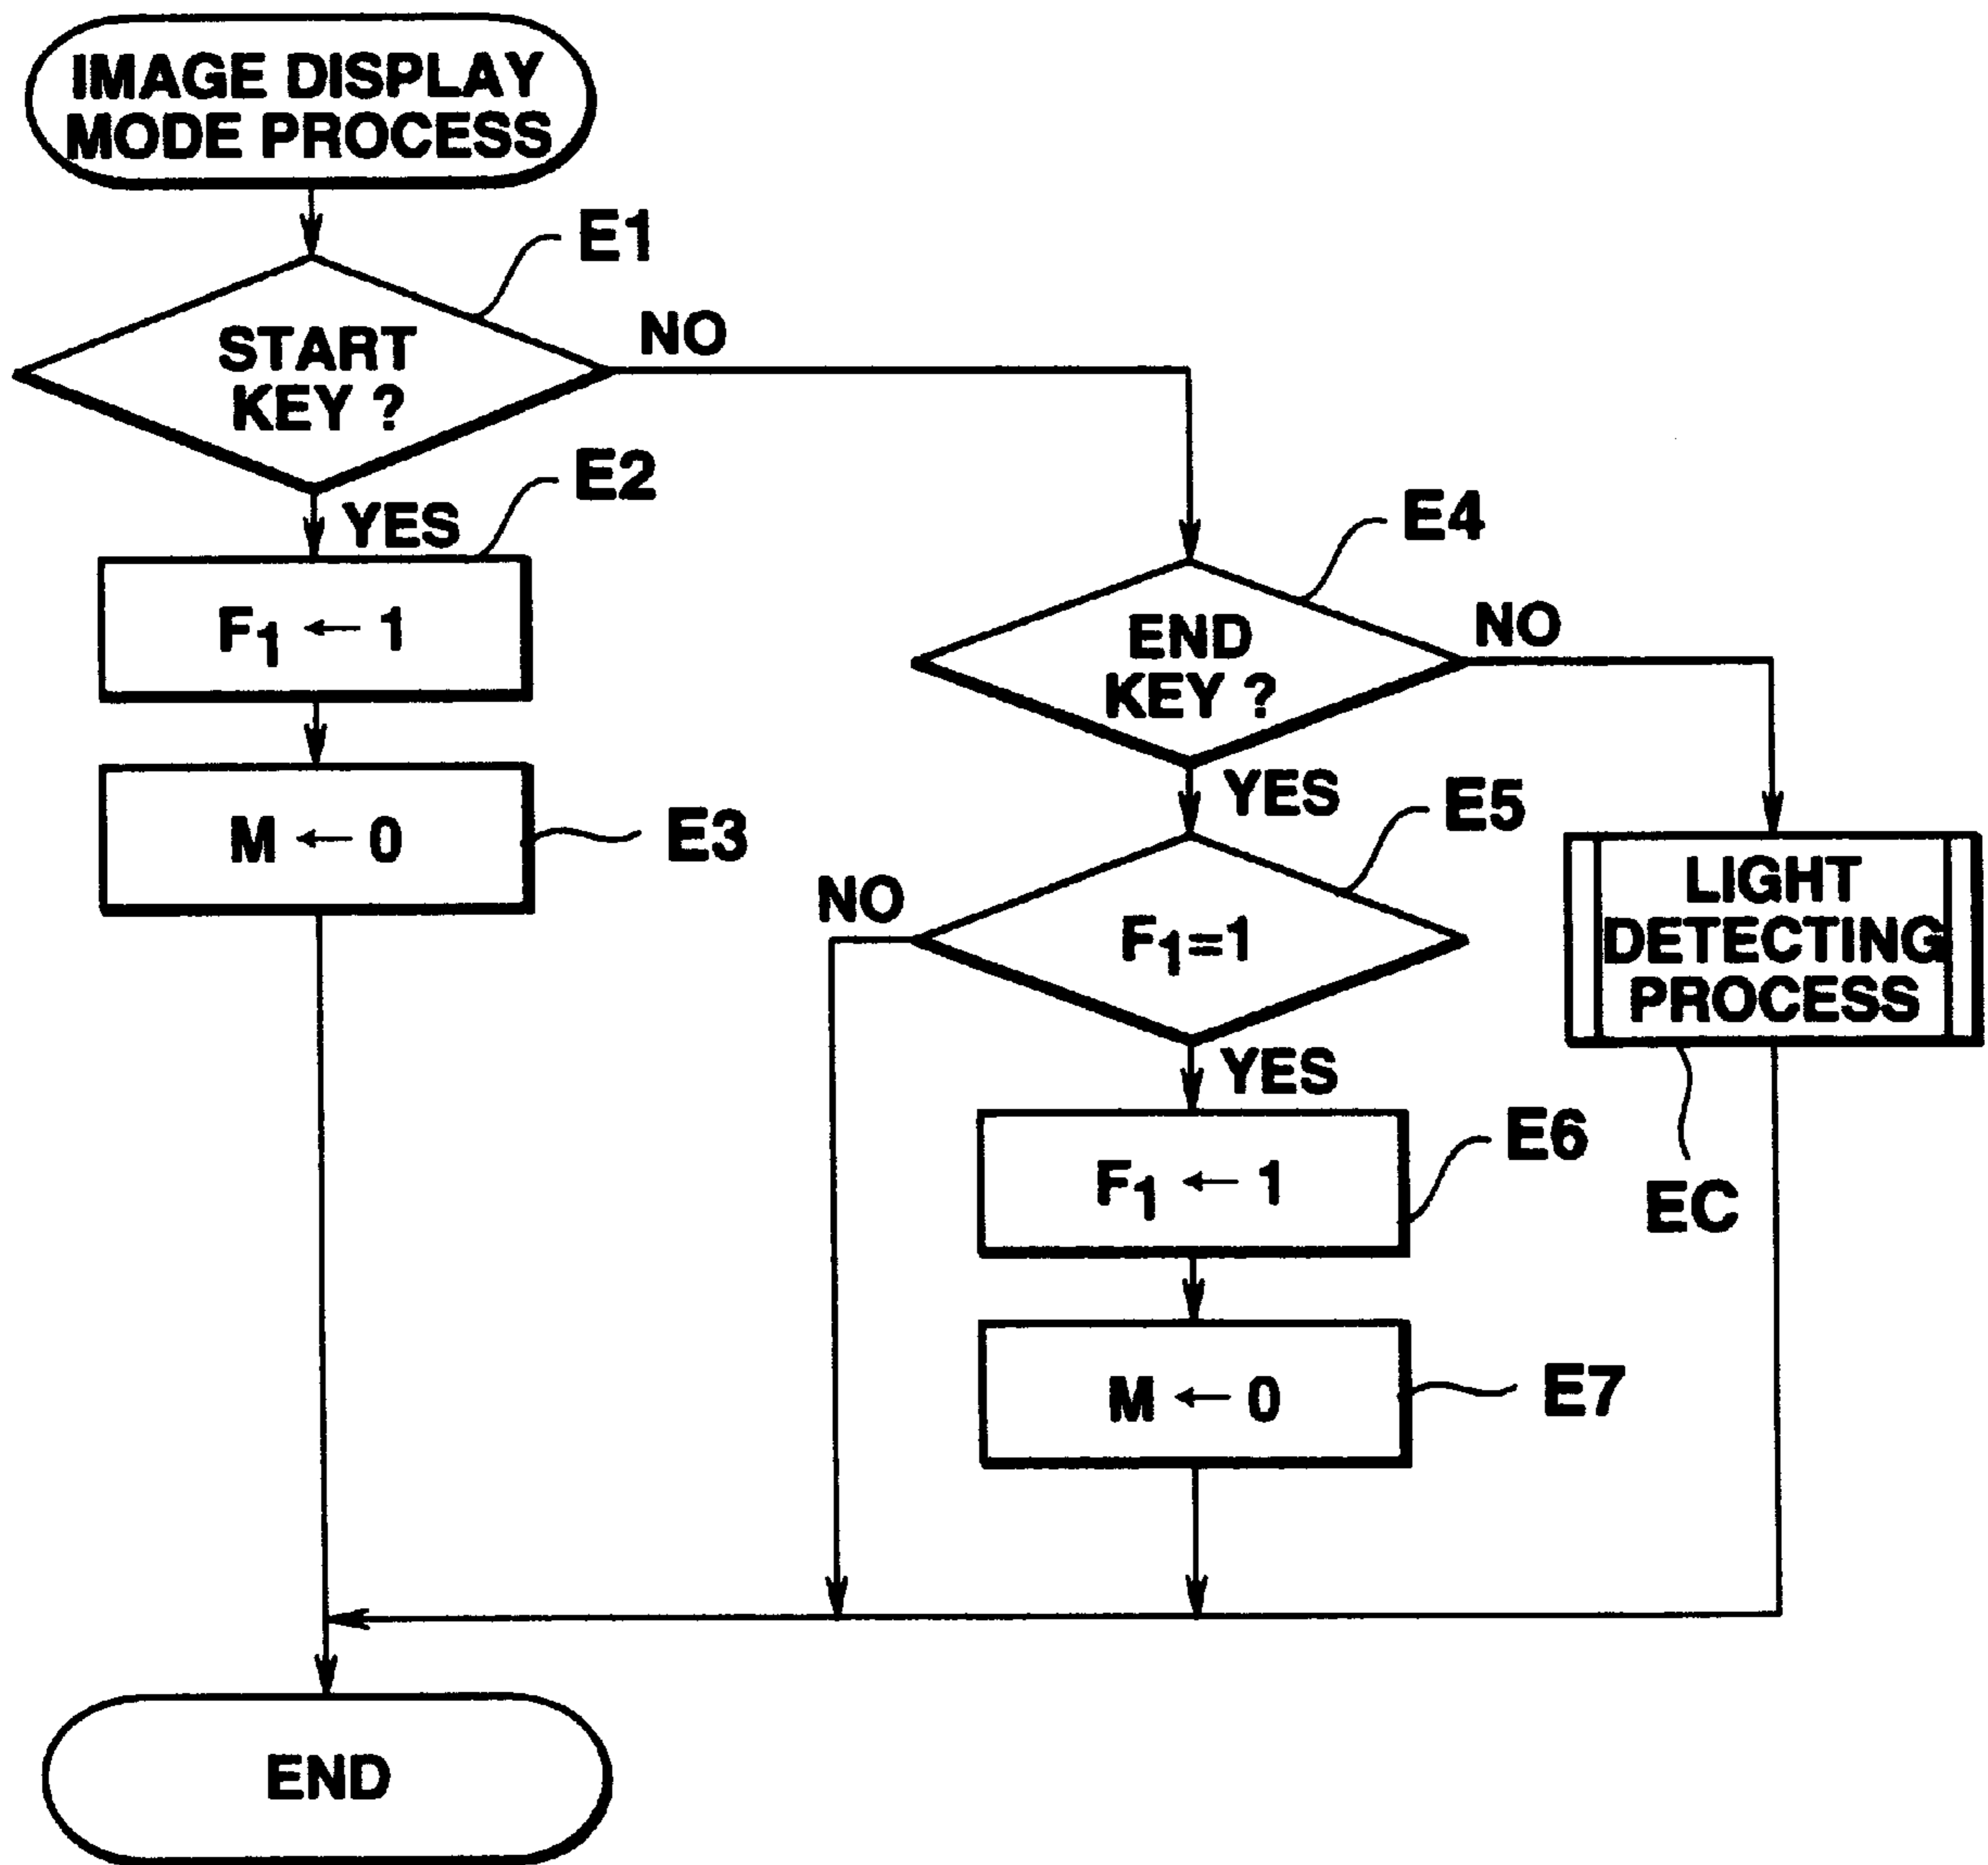 IMAGE DISPLAY
MODE PROCESS
E1
START
KEY ?
NO
YES
E2
F1 ← 1
M ← 0
E3
E4
END
KEY ?
NO
YES
E5
F1=1
NO
YES
LIGHT
DETECTING
PROCESS
EC
E6
F1 ← 1
M ← 0
E7
END